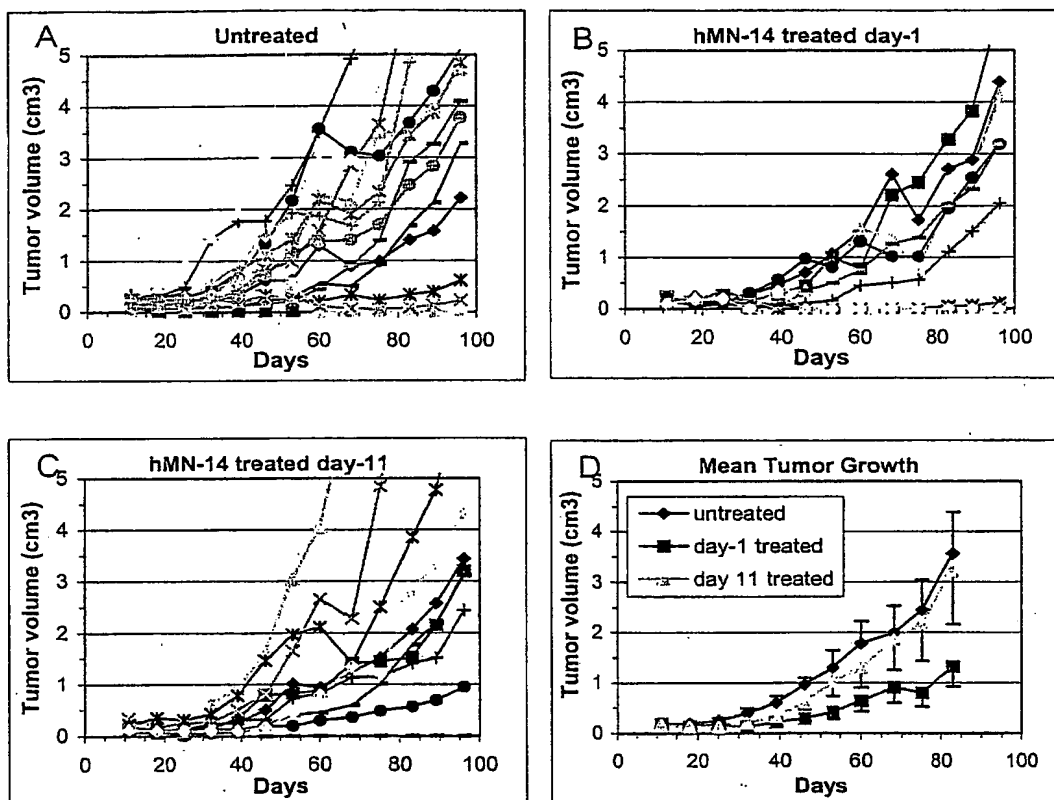 A
Untreated
Tumor volume (cm3)
5
4
3
2
1
0
0 20 40 60 80 100
Days
B
hMN-14 treated day-1
Tumor volume (cm3)
5
4
3
2
1
0
0 20 40 60 80 100
Days
C
hMN-14 treated day-11
Tumor volume (cm3)
5
4
3
2
1
0
0 20 40 60 80 100
Days
D
Mean Tumor Growth
Tumor volume (cm3)
5
4
3
2
1
0
untreated
day-1 treated
day 11 treated
0 20 40 60 80 100
Days